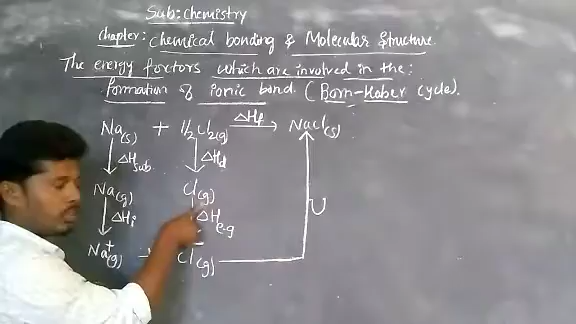 Sub: chemistry
chapter: chemical bonding & Molecular structure
The energy factors which are involved in the:
formation of ionic bond. (Born-Haber cycle).
Na(s) + 1/2 Cl2(g) ΔHf → NaCl(s)
↓ ΔHsub ↓ ΔHd
Na(g) Cl(g)
↓ ΔHi ↓ ΔHe.g U
Na+(g) + Cl-(g)